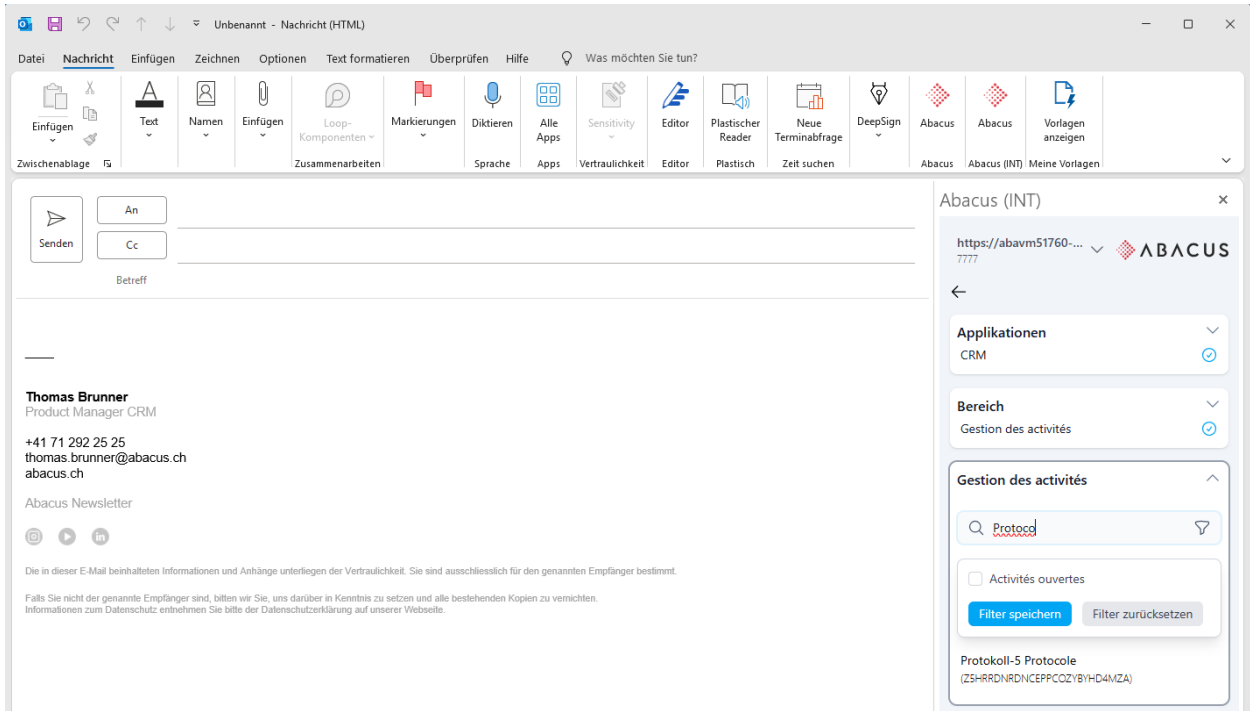 Unbenannt - Nachricht (HTML)
Datei Nachricht Einfügen Zeichnen Optionen Text formatieren Überprüfen Hilfe Was möchten Sie tun?
Einfügen
Text
Namen
Einfügen
Loop-
Komponenten
Markierungen
Diktieren
Alle
Apps
Sensitivity
Editor
Plastischer
Reader
Neue
Terminabfrage
DeepSign
Abacus
Abacus
Vorlagen
anzeigen
Zwischenablage Zusammenarbeiten Sprache Apps Vertraulichkeit Editor Plastisch Zeit suchen Abacus Abacus (INT) Meine Vorlagen
Senden
An
Cc
Betreff
Thomas Brunner
Product Manager CRM
+41 71 292 25 25
thomas.brunner@abacus.ch
abacus.ch
Abacus Newsletter
Die in dieser E-Mail beinhalteten Informationen und Anhänge unterliegen der Vertraulichkeit. Sie sind ausschliesslich für den genannten Empfänger bestimmt.
Falls Sie nicht der genannte Empfänger sind, bitten wir Sie, uns darüber in Kenntnis zu setzen und alle bestehenden Kopien zu vernichten.
Informationen zum Datenschutz entnehmen Sie bitte der Datenschutzerklärung auf unserer Webseite.
Abacus (INT)
https://abavm51760-...
7777
ABACUS
Applikationen
CRM
Bereich
Gestion des activités
Gestion des activités
Protoco
Activités ouvertes
Filter speichern Filter zurücksetzen
Protokoll-5 Protocole
(Z5HRRDNRDNCEPPCOZYBYHD4MZA)